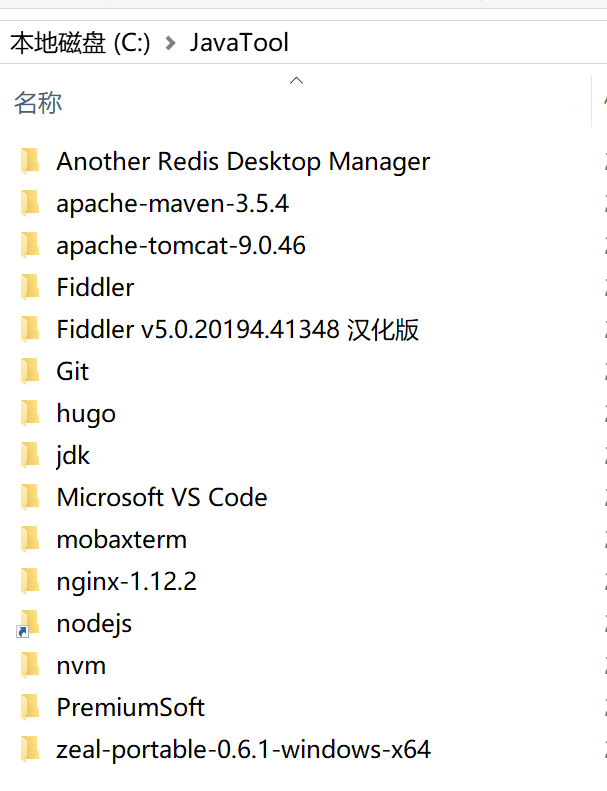 本地磁盘 (C:) > JavaTool
名称
Another Redis Desktop Manager
apache-maven-3.5.4
apache-tomcat-9.0.46
Fiddler
Fiddler v5.0.20194.41348 汉化版
Git
hugo
jdk
Microsoft VS Code
mobaxterm
nginx-1.12.2
nodejs
nvm
PremiumSoft
zeal-portable-0.6.1-windows-x64